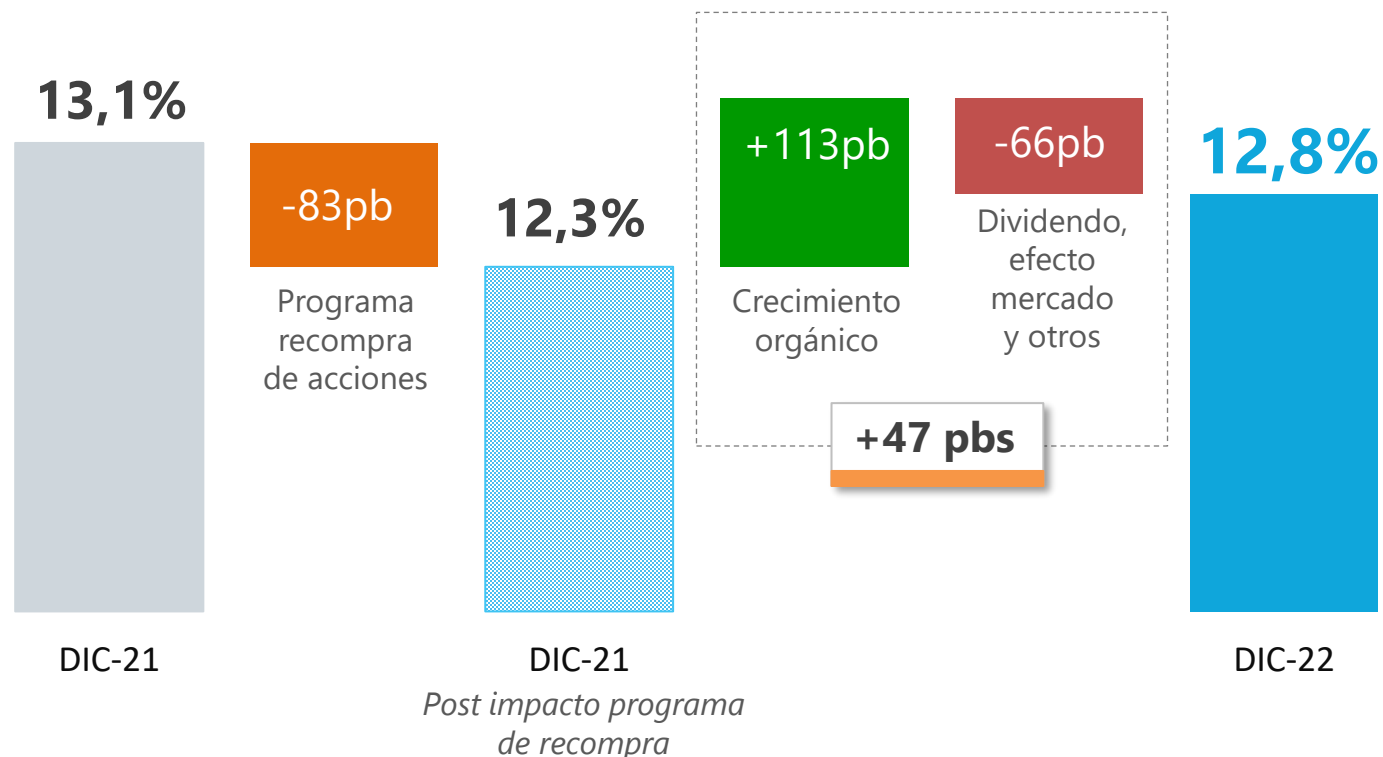 13,1%
-83pb
Programa
recompra
de acciones
12,3%
+113pb
Crecimiento
orgánico
-66pb
Dividendo,
efecto
mercado
y otros
+47 pbs
12,8%
DIC-21
DIC-21
Post impacto programa
de recompra
DIC-22